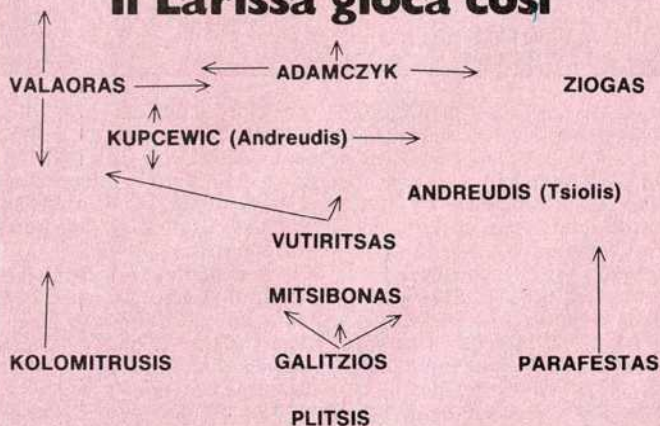 Il Larissa gioca così
ADAMCZYK
VALAORAS
ZIOGAS
KUPCEWIC (Andreudis)
ANDREUDIS (Tsiolis)
VUTIRITSAS
MITSIBONAS
KOLOMITRUSIS
GALITZIOS
PARAFESTAS
PLITSIS